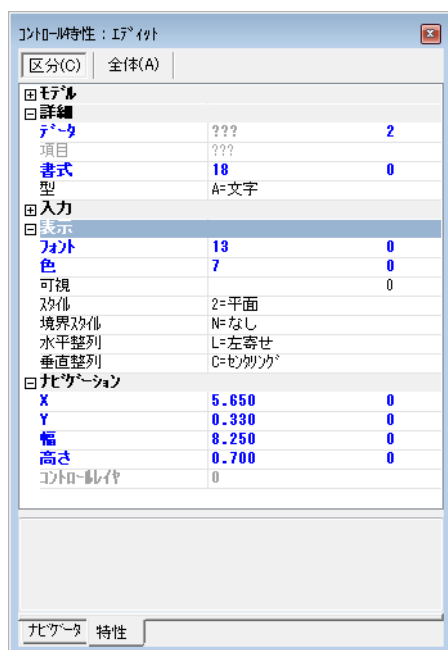 コントロール特性 : エディット
区分(C) 全体(A)
モデル
詳細
データ ??? 2
項目 ???
書式 18 0
型 A=文字
入力
表示
フォント 13 0
色 7 0
可視 0
スタイル 2=平面
境界スタイル N=なし
水平整列 L=左寄せ
垂直整列 C=センタリング
ナビゲーション
X 5.650 0
Y 0.330 0
幅 8.250 0
高さ 0.700 0
コントロールレイヤ 0
ナビゲータ 特性